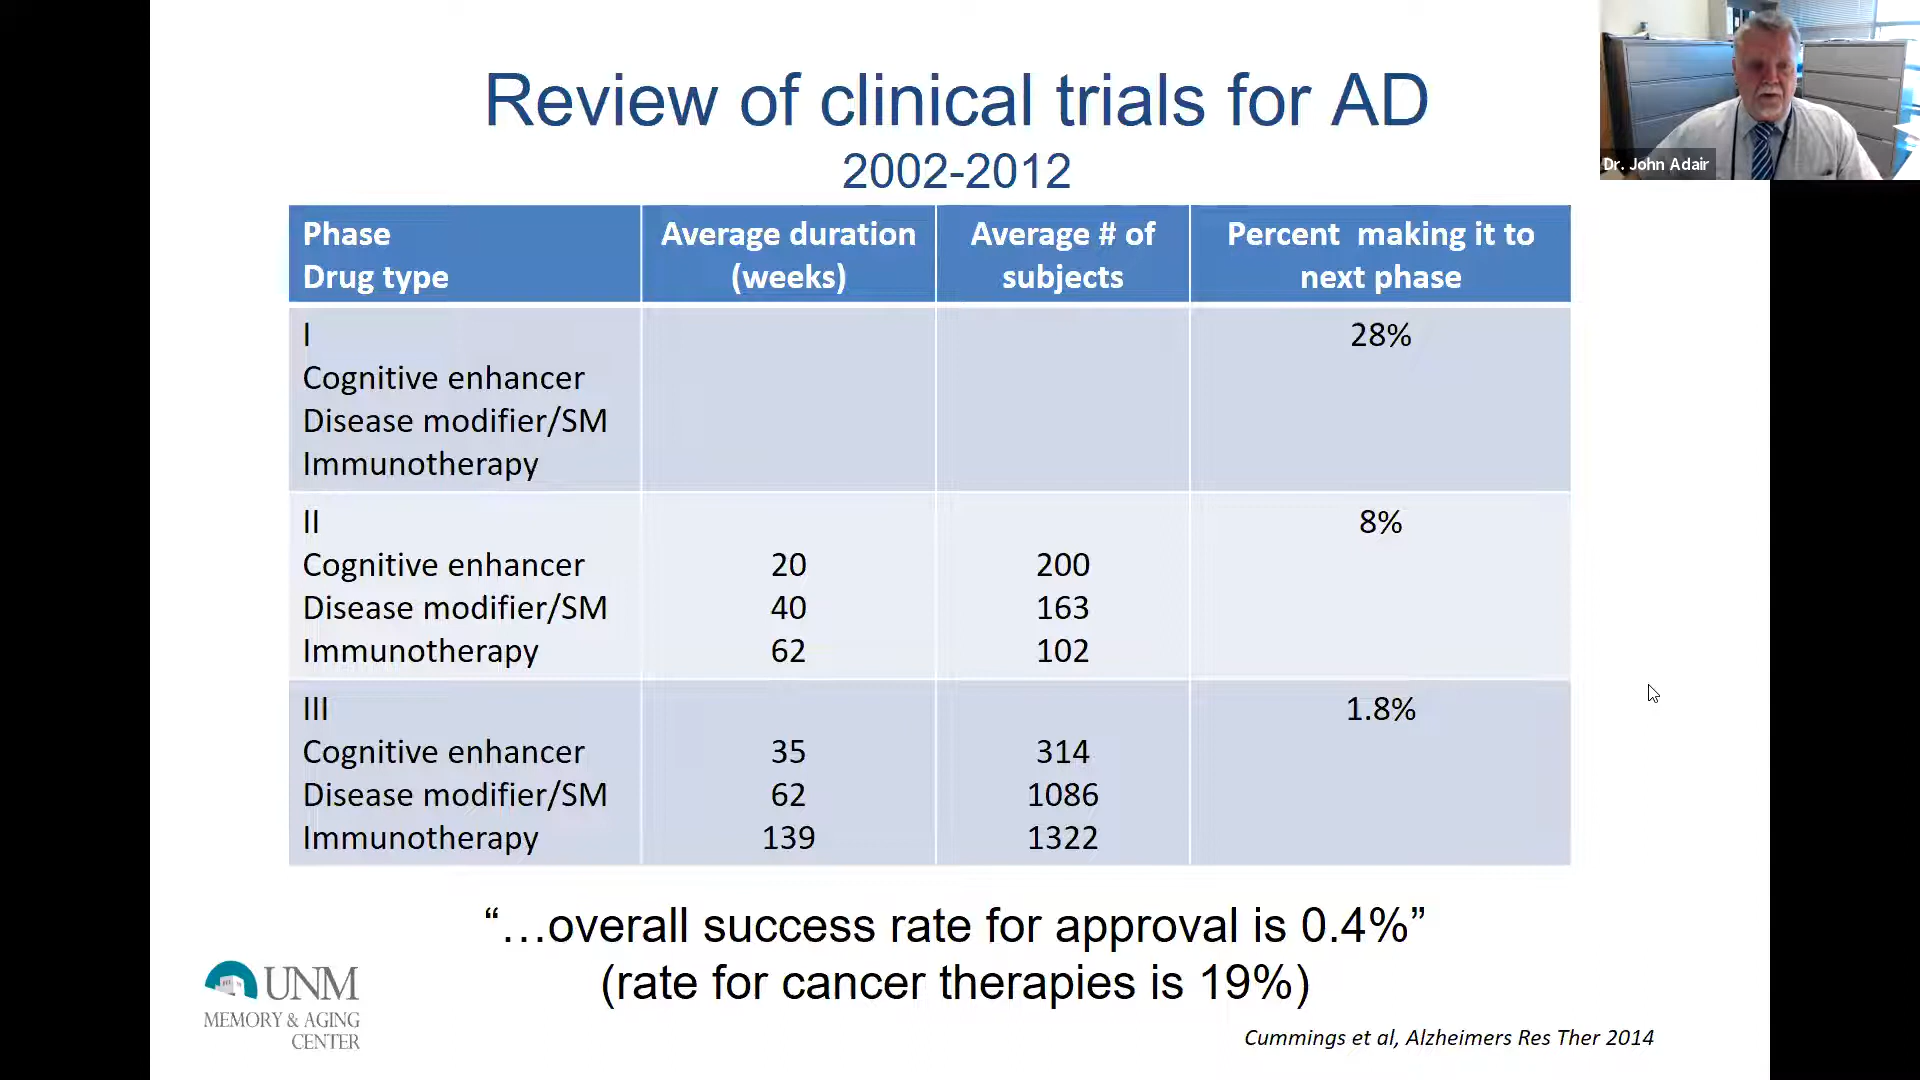 Review of clinical trials for AD
2002-2012
Dr. John Adair
Phase
Drug type
Average duration
(weeks)
Average # of
subjects
Percent making it to
next phase
I
28%
Cognitive enhancer
Disease modifier/SM
Immunotherapy
II
8%
Cognitive enhancer 20 200
Disease modifier/SM 40 163
Immunotherapy 62 102
III
1.8%
Cognitive enhancer 35 314
Disease modifier/SM 62 1086
Immunotherapy 139 1322
“…overall success rate for approval is 0.4%”
(rate for cancer therapies is 19%)
UNM
MEMORY & AGING
CENTER
Cummings et al, Alzheimers Res Ther 2014